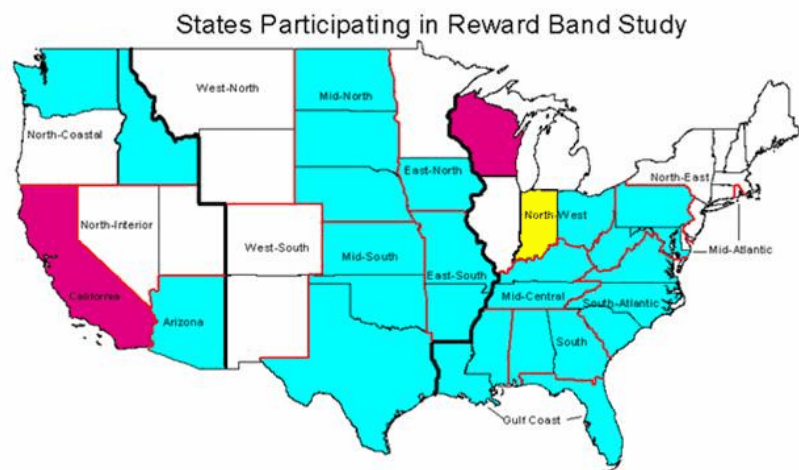 States Participating in Reward Band Study
West-North
Mid-North
North-Coastal
East-North
North-East
North-Interior
North-West
West-South
Mid-South
Mid-Atlantic
East-South
California
Arizona
Mid-Central
South-Atlantic
South
Gulf Coast